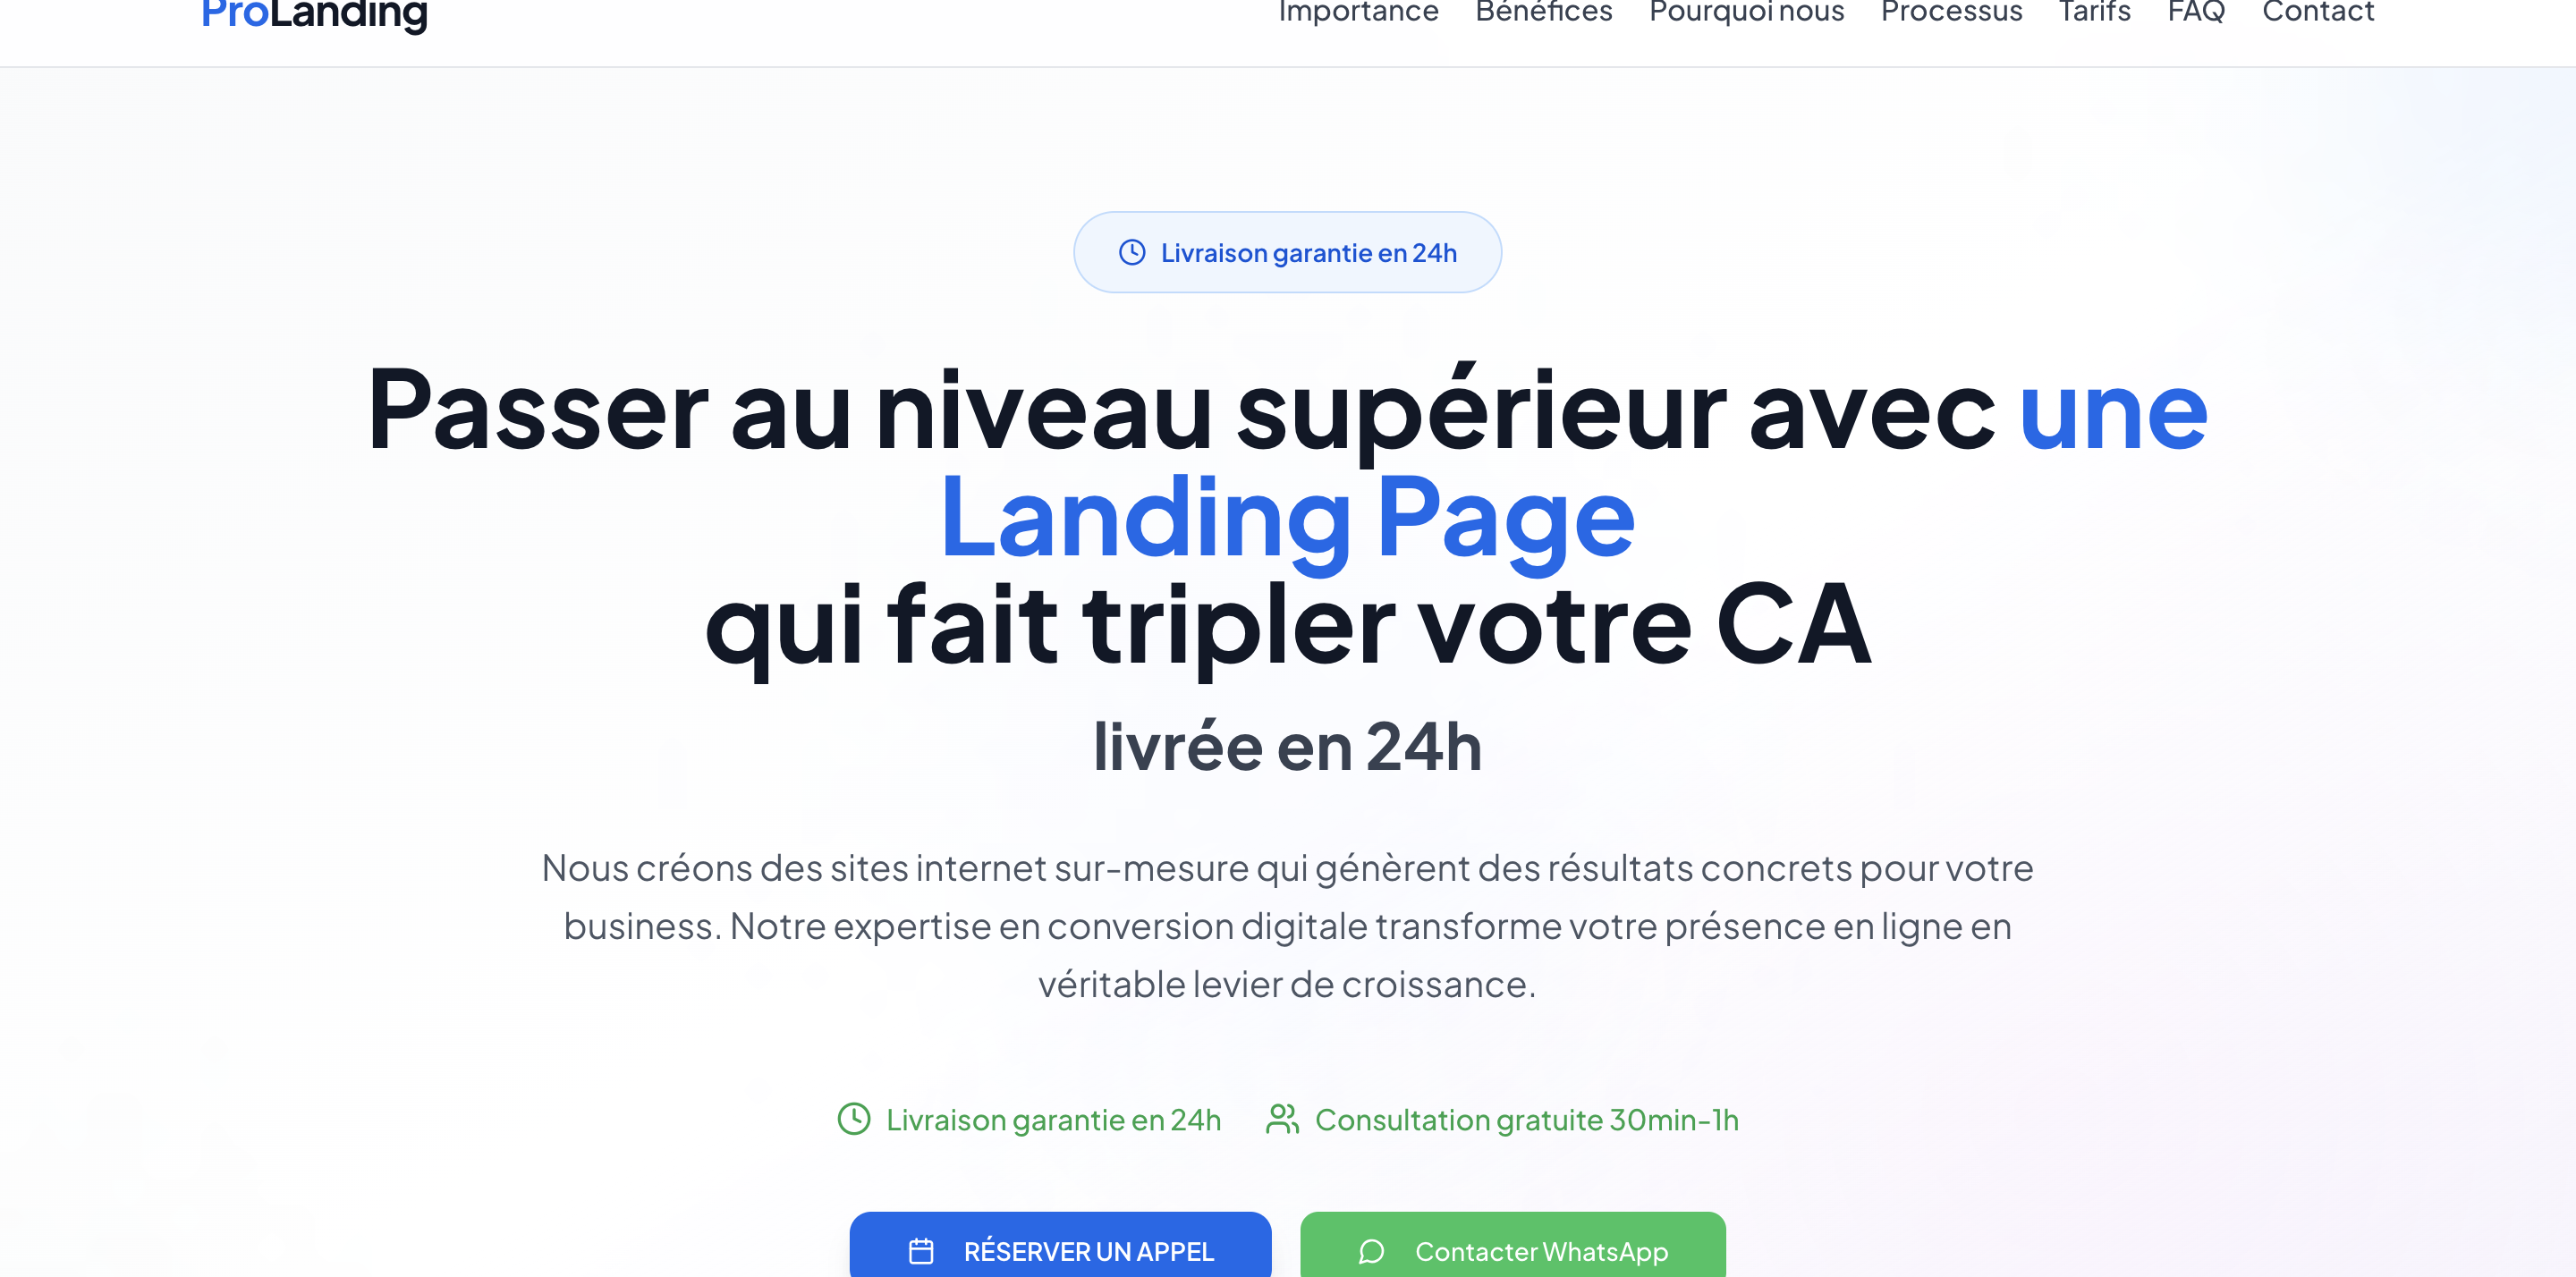 ProLanding
Importance Bénéfices Pourquoi nous Processus Tarifs FAQ Contact
Livraison garantie en 24h
Passer au niveau supérieur avec une
Landing Page
qui fait tripler votre CA
livrée en 24h
Nous créons des sites internet sur-mesure qui génèrent des résultats concrets pour votre
business. Notre expertise en conversion digitale transforme votre présence en ligne en
véritable levier de croissance.
Livraison garantie en 24h Consultation gratuite 30min-1h
RÉSERVER UN APPEL Contacter WhatsApp